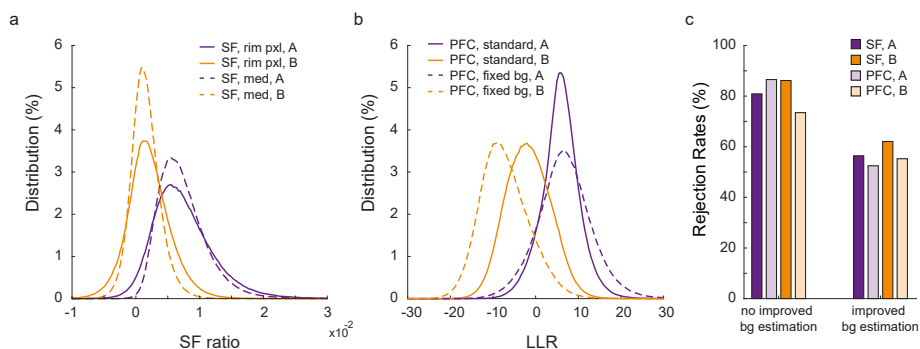 a
SF, rim pxl, A
SF, rim pxl, B
SF, med, A
SF, med, B
Distribution (%)
6
5
4
3
2
1
0
-1
0
1
2
3
x10⁻²
SF ratio
b
PFC, standard, A
PFC, standard, B
PFC, fixed bg, A
PFC, fixed bg, B
Distribution (%)
6
5
4
3
2
1
0
-30
-20
-10
0
10
20
30
LLR
c
SF, A
SF, B
PFC, A
PFC, B
Rejection Rates (%)
100
80
60
40
20
0
no improved
bg estimation
improved
bg estimation